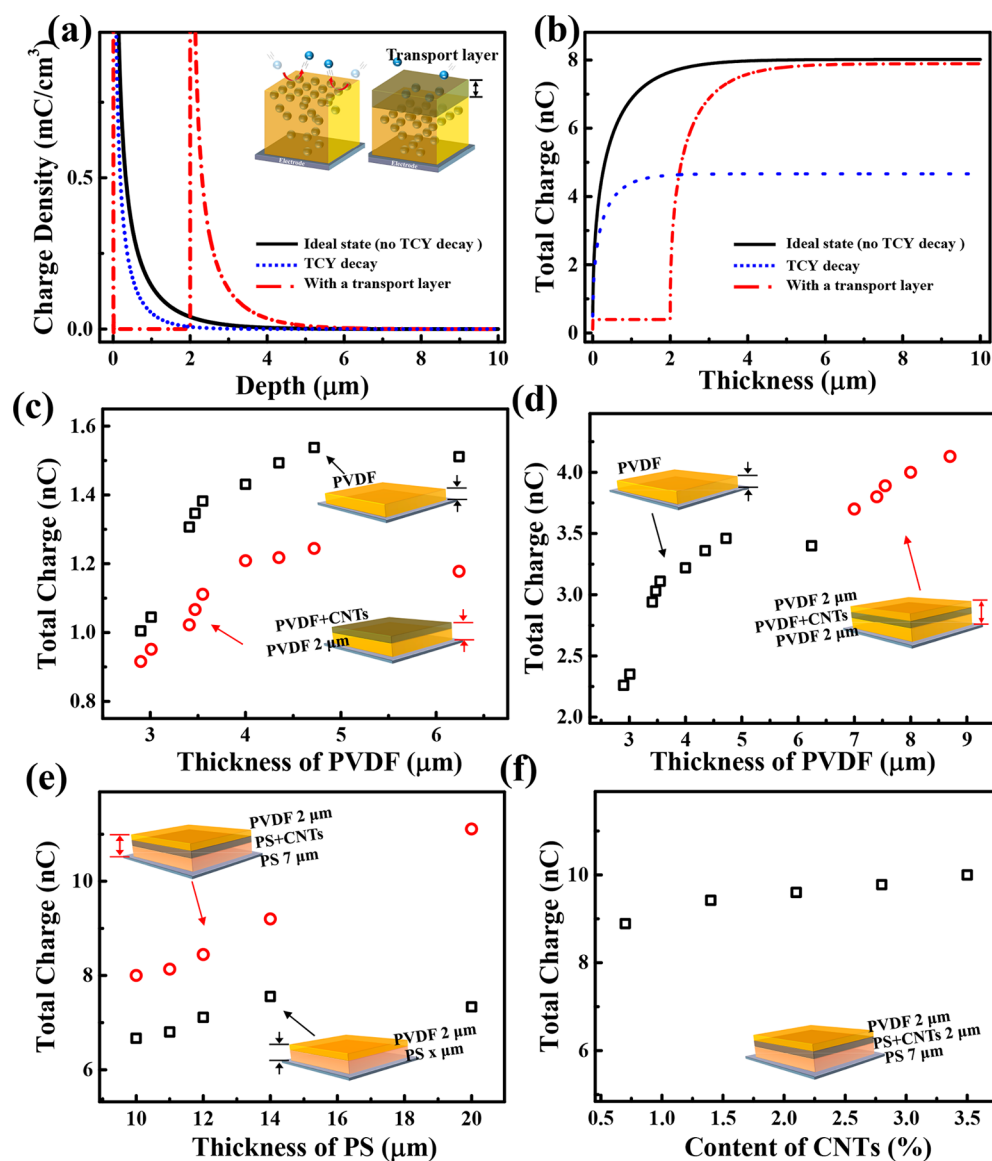 (a)
Charge Density (mC/cm³)
0.5
0.0
Transport layer
Electrode
Electrode
Ideal state (no TCY decay )
TCY decay
With a transport layer
0 2 4 6 8 10
Depth (μm)
(b)
Total Charge (nC)
8
6
4
2
0
Ideal state (no TCY decay )
TCY decay
With a transport layer
0 2 4 6 8 10
Thickness (μm)
(c)
Total Charge (nC)
1.6
1.4
1.2
1.0
0.8
PVDF
PVDF+CNTs
PVDF 2 μm
3 4 5 6
Thickness of PVDF (μm)
(d)
Total Charge (nC)
4.0
3.5
3.0
2.5
2.0
PVDF
PVDF 2 μm
PVDF+CNTs
PVDF 2 μm
3 4 5 6 7 8 9
Thickness of PVDF (μm)
(e)
Total Charge (nC)
10
8
6
PVDF 2 μm
PS+CNTs
PS 7 μm
PVDF 2 μm
PS x μm
10 12 14 16 18 20
Thickness of PS (μm)
(f)
Total Charge (nC)
10
8
6
PVDF 2 μm
PS+CNTs 2 μm
PS 7 μm
0.5 1.0 1.5 2.0 2.5 3.0 3.5
Content of CNTs (%)